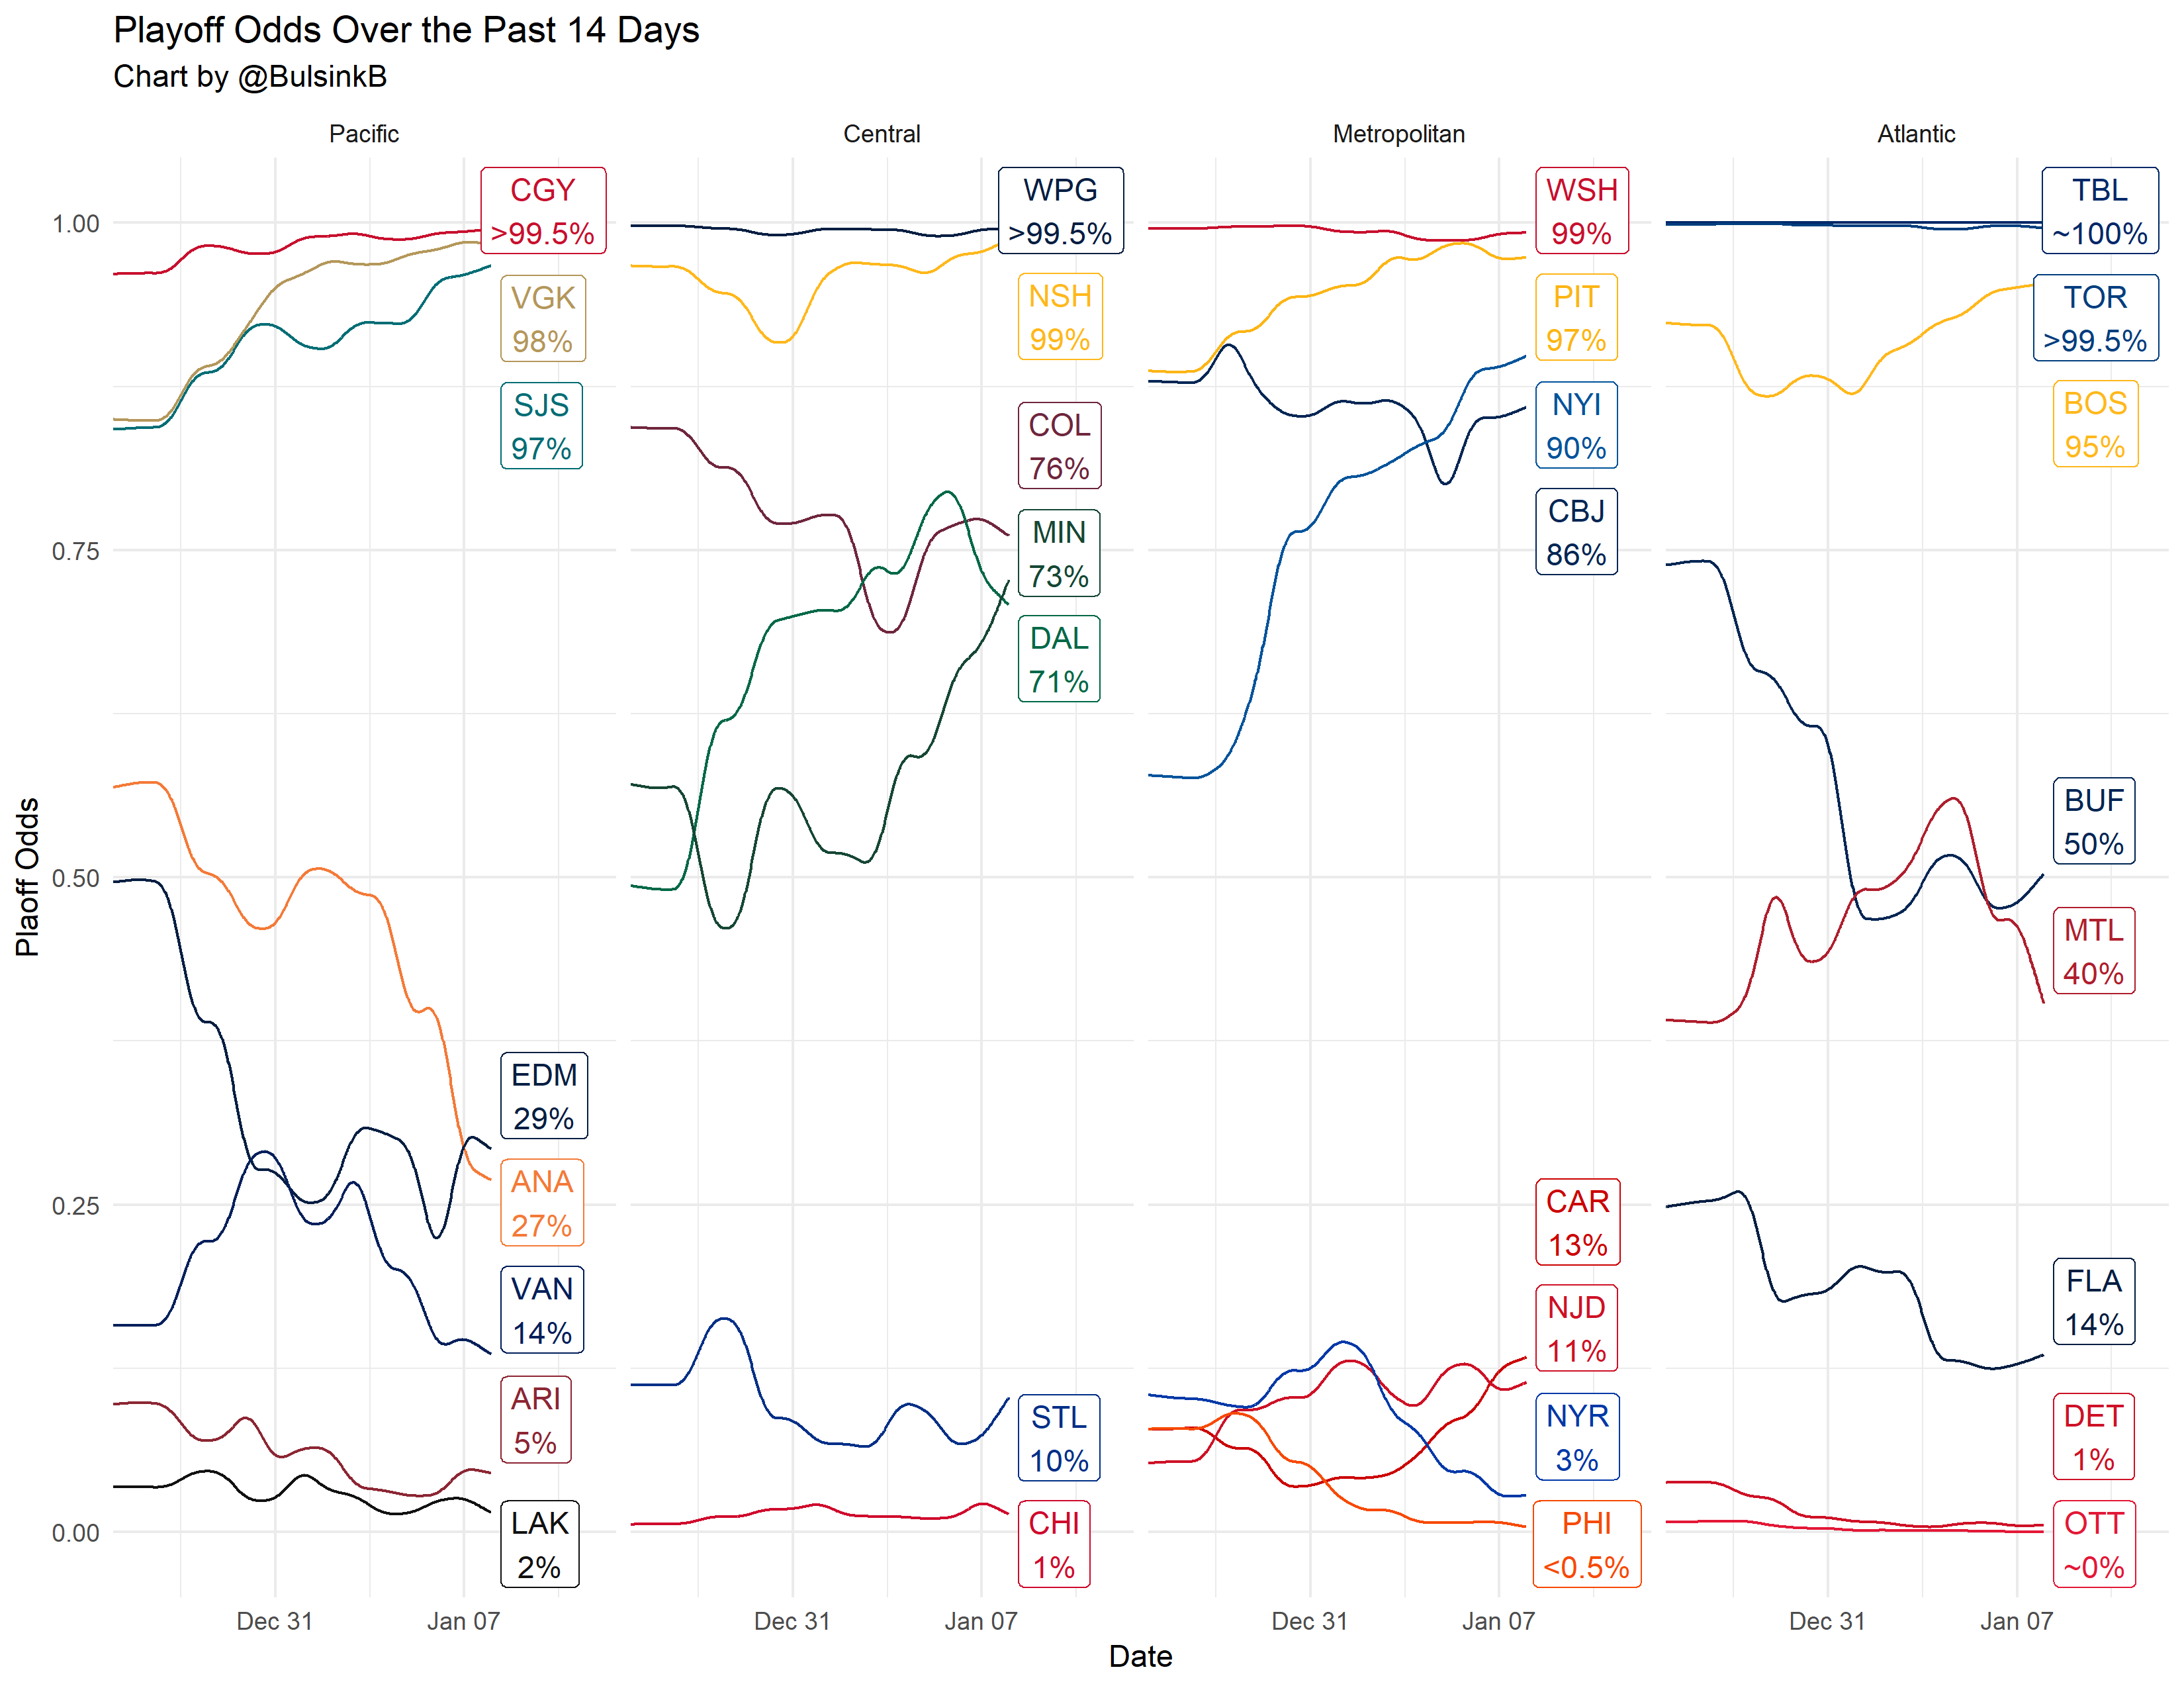 Playoff Odds Over the Past 14 Days
Chart by @BulsinkB
Pacific
Central
Metropolitan
Atlantic
Plaoff Odds
1.00
0.75
0.50
0.25
0.00
CGY
>99.5%
VGK
98%
SJS
97%
EDM
29%
ANA
27%
VAN
14%
ARI
5%
LAK
2%
WPG
>99.5%
NSH
99%
COL
76%
MIN
73%
DAL
71%
STL
10%
CHI
1%
WSH
99%
PIT
97%
NYI
90%
CBJ
86%
CAR
13%
NJD
11%
NYR
3%
PHI
<0.5%
TBL
~100%
TOR
>99.5%
BOS
95%
BUF
50%
MTL
40%
FLA
14%
DET
1%
OTT
~0%
Dec 31
Jan 07
Dec 31
Jan 07
Dec 31
Jan 07
Dec 31
Jan 07
Date